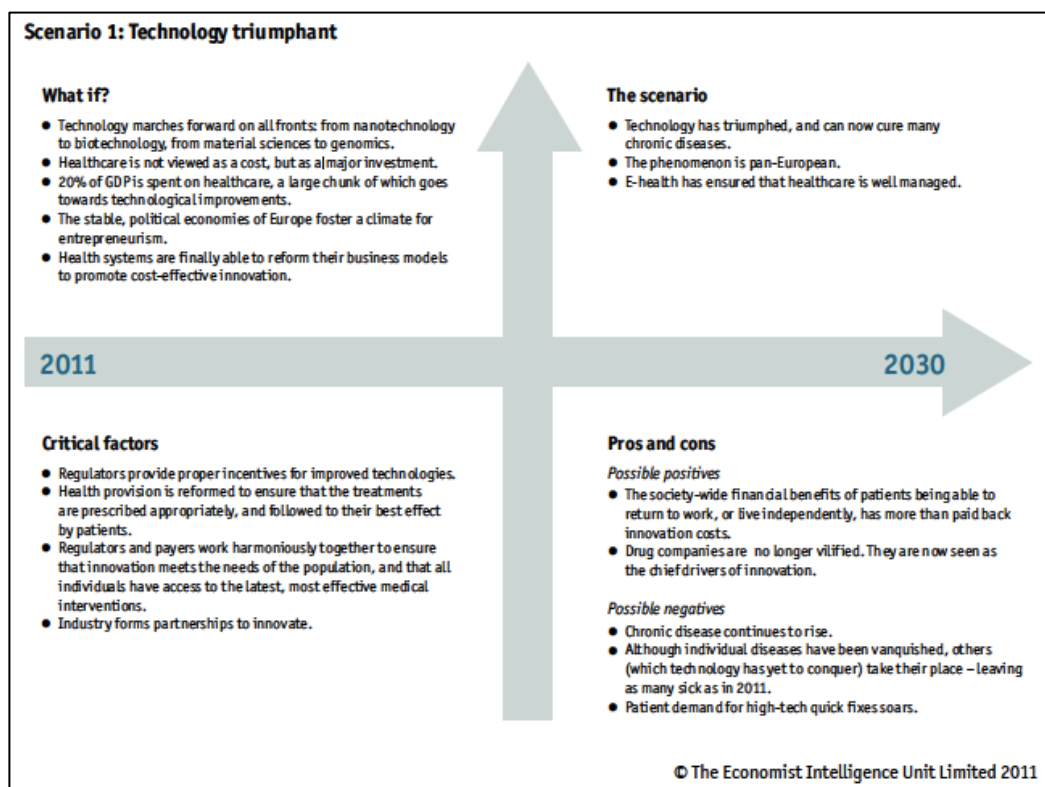 Scenario 1: Technology triumphant
What if?
● Technology marches forward on all fronts: from nanotechnology
to biotechnology, from material sciences to genomics.
● Healthcare is not viewed as a cost, but as a major investment.
● 20% of GDP is spent on healthcare, a large chunk of which goes
towards technological improvements.
● The stable, political economies of Europe foster a climate for
entrepreneurism.
● Health systems are finally able to reform their business models
to promote cost-effective innovation.
The scenario
● Technology has triumphed, and can now cure many
chronic diseases.
● The phenomenon is pan-European.
● E-health has ensured that healthcare is well managed.
2011
2030
Critical factors
● Regulators provide proper incentives for improved technologies.
● Health provision is reformed to ensure that the treatments
are prescribed appropriately, and followed to their best effect
by patients.
● Regulators and payers work harmoniously together to ensure
that innovation meets the needs of the population, and that all
individuals have access to the latest, most effective medical
interventions.
● Industry forms partnerships to innovate.
Pros and cons
Possible positives
● The society-wide financial benefits of patients being able to
return to work, or live independently, has more than paid back
innovation costs.
● Drug companies are no longer vilified. They are now seen as
the chief drivers of innovation.
Possible negatives
● Chronic disease continues to rise.
● Although individual diseases have been vanquished, others
(which technology has yet to conquer) take their place – leaving
as many sick as in 2011.
● Patient demand for high-tech quick fixes soars.
© The Economist Intelligence Unit Limited 2011